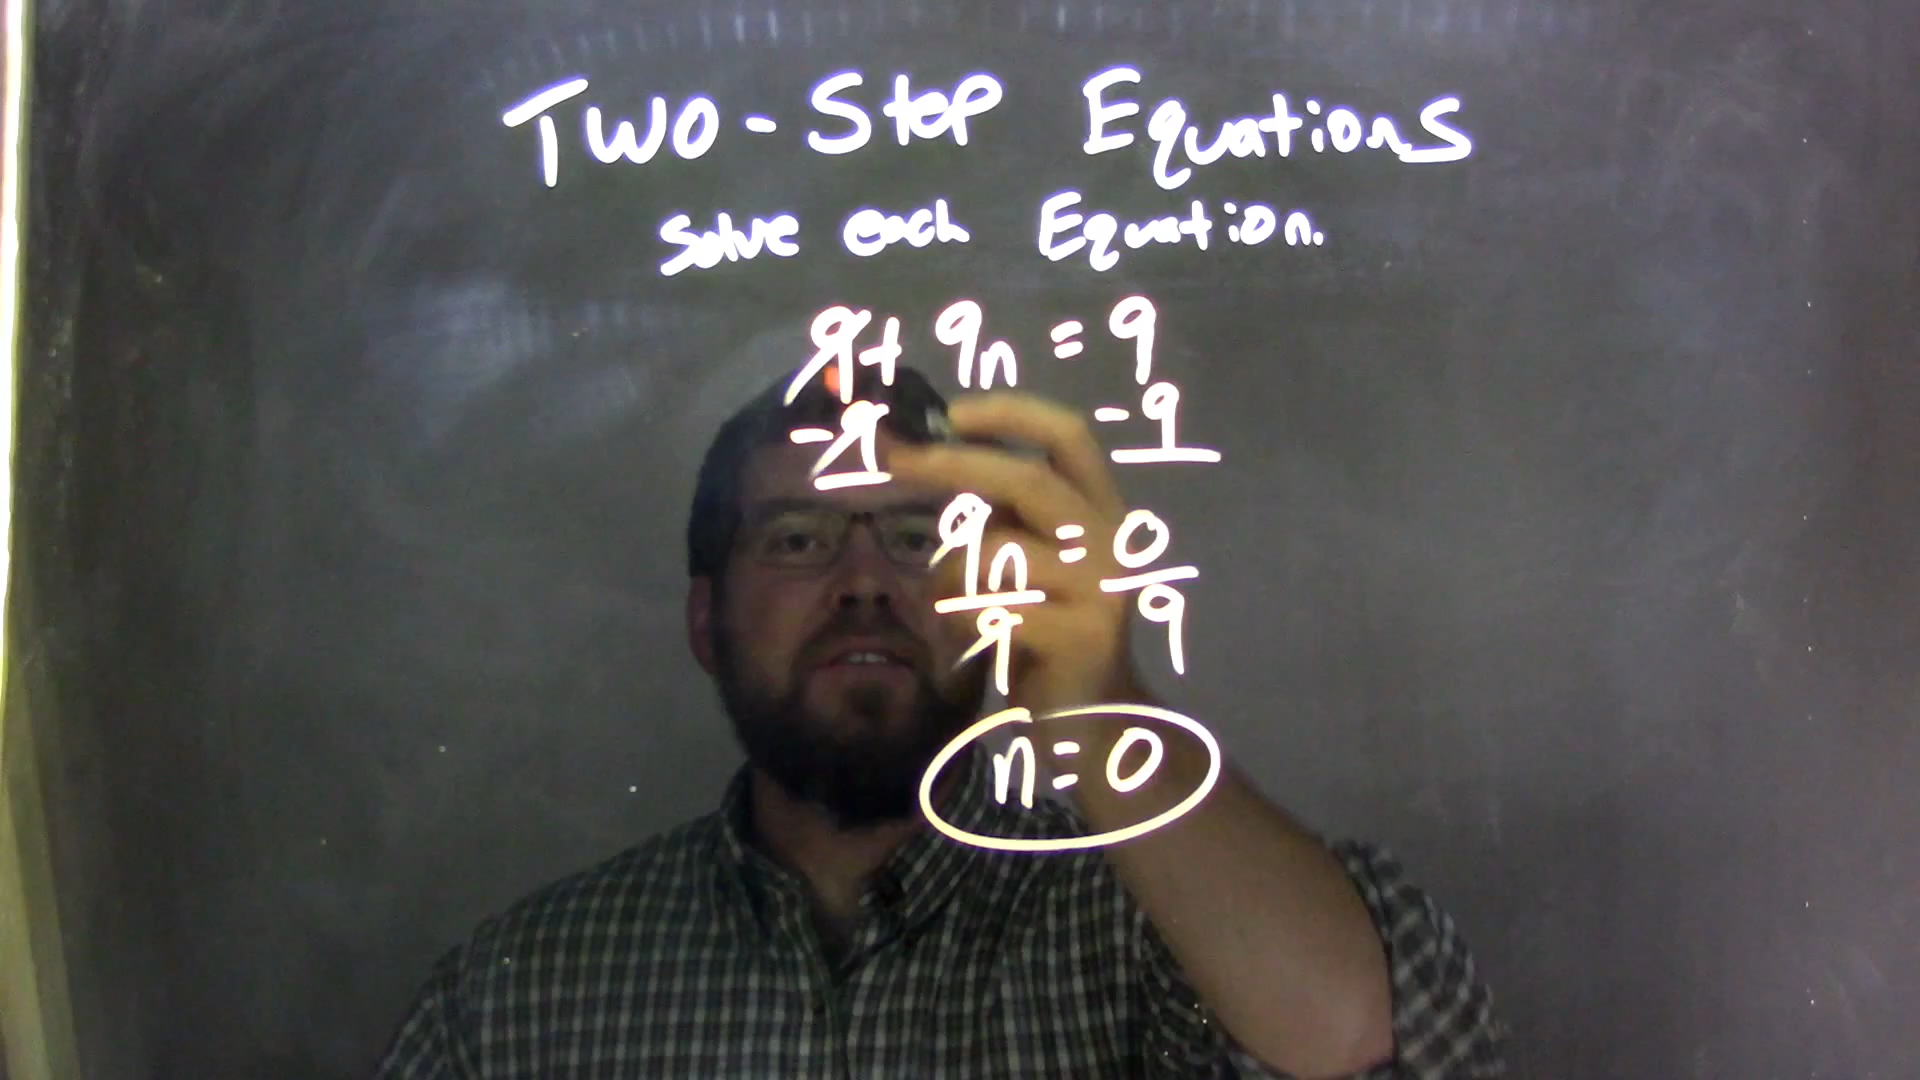 Two-Step Equations
Solve each Equation.
9+ 9n = 9
-9 -9
9n = 0
9 9
n = 0